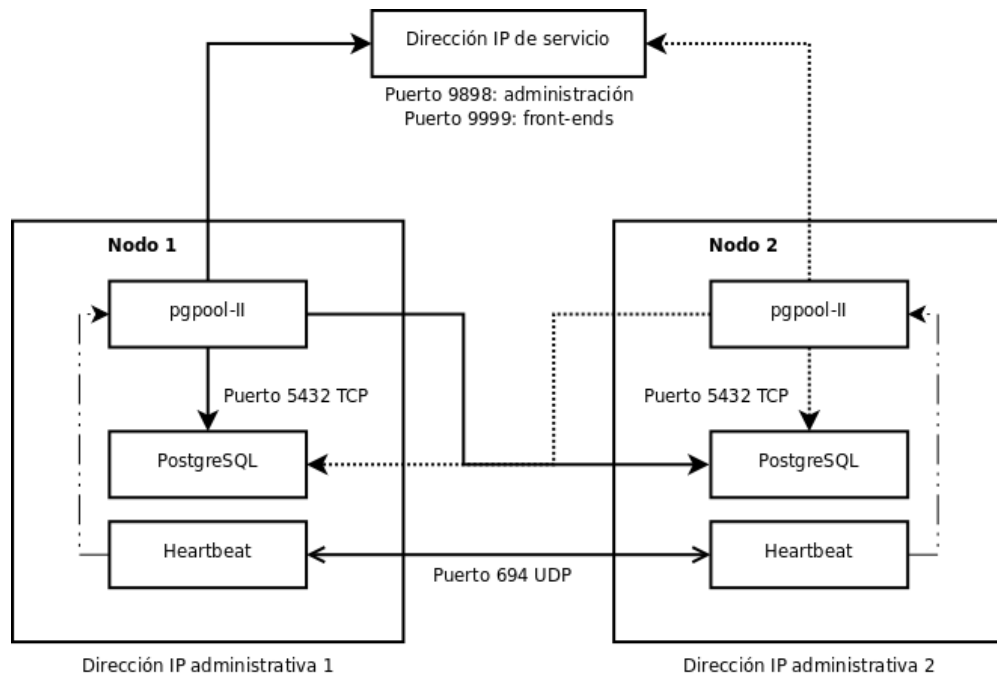 Dirección IP de servicio
Puerto 9898: administración
Puerto 9999: front-ends
Nodo 1
Nodo 2
pgpool-II
pgpool-II
Puerto 5432 TCP
Puerto 5432 TCP
PostgreSQL
PostgreSQL
Heartbeat
Heartbeat
Puerto 694 UDP
Dirección IP administrativa 1
Dirección IP administrativa 2